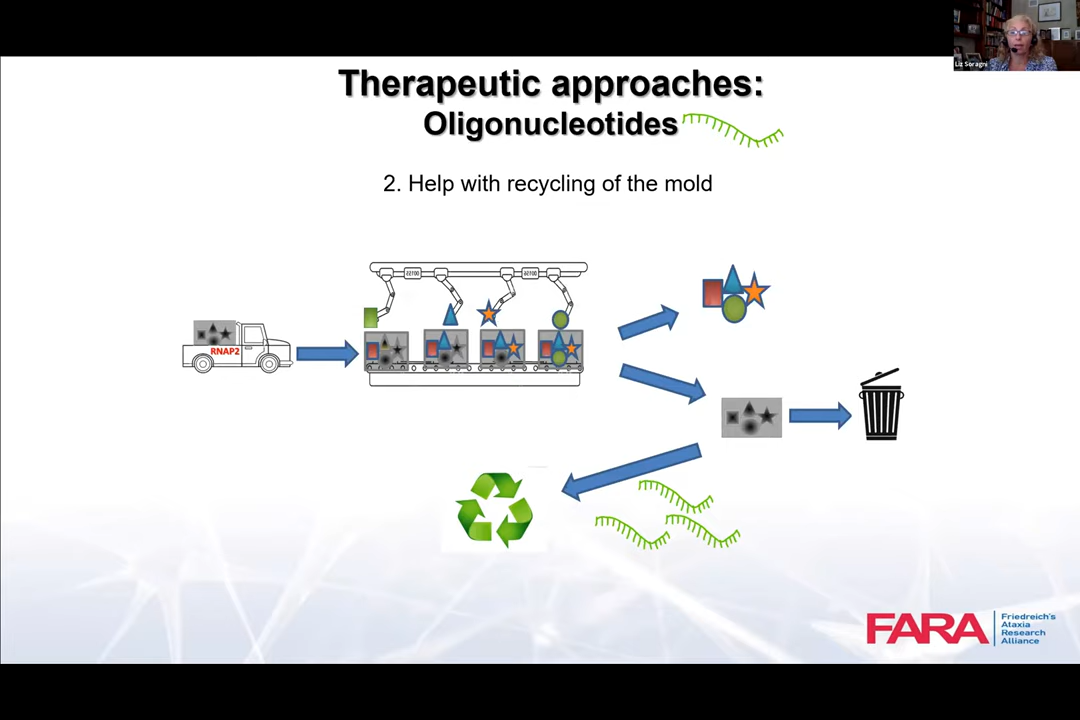 Liz Soragni
Therapeutic approaches:
Oligonucleotides
2. Help with recycling of the mold
RNAP2
FARA
Friedreich's
Ataxia
Research
Alliance